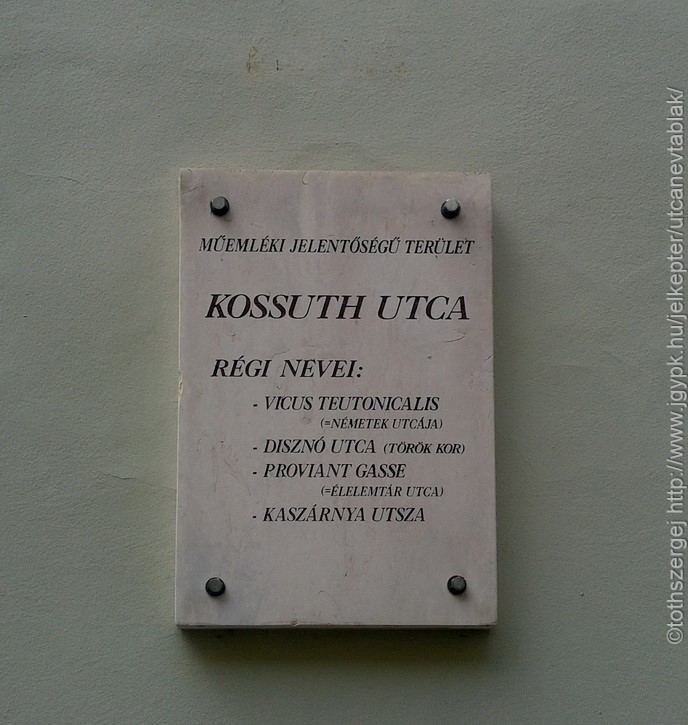 MŰEMLÉKI JELENTŐSÉGŰ TERÜLET
KOSSUTH UTCA
RÉGI NEVEI:
- VICUS TEUTONICALIS
(=NÉMETEK UTCÁJA)
- DISZNÓ UTCA (TÖRÖK KOR)
- PROVIANT GASSE
(=ÉLELEMTÁR UTCA)
- KASZÁRNYA UTSZA
©tothszergej http://www.jgypk.hu/jelkepter/utcanevtablak/